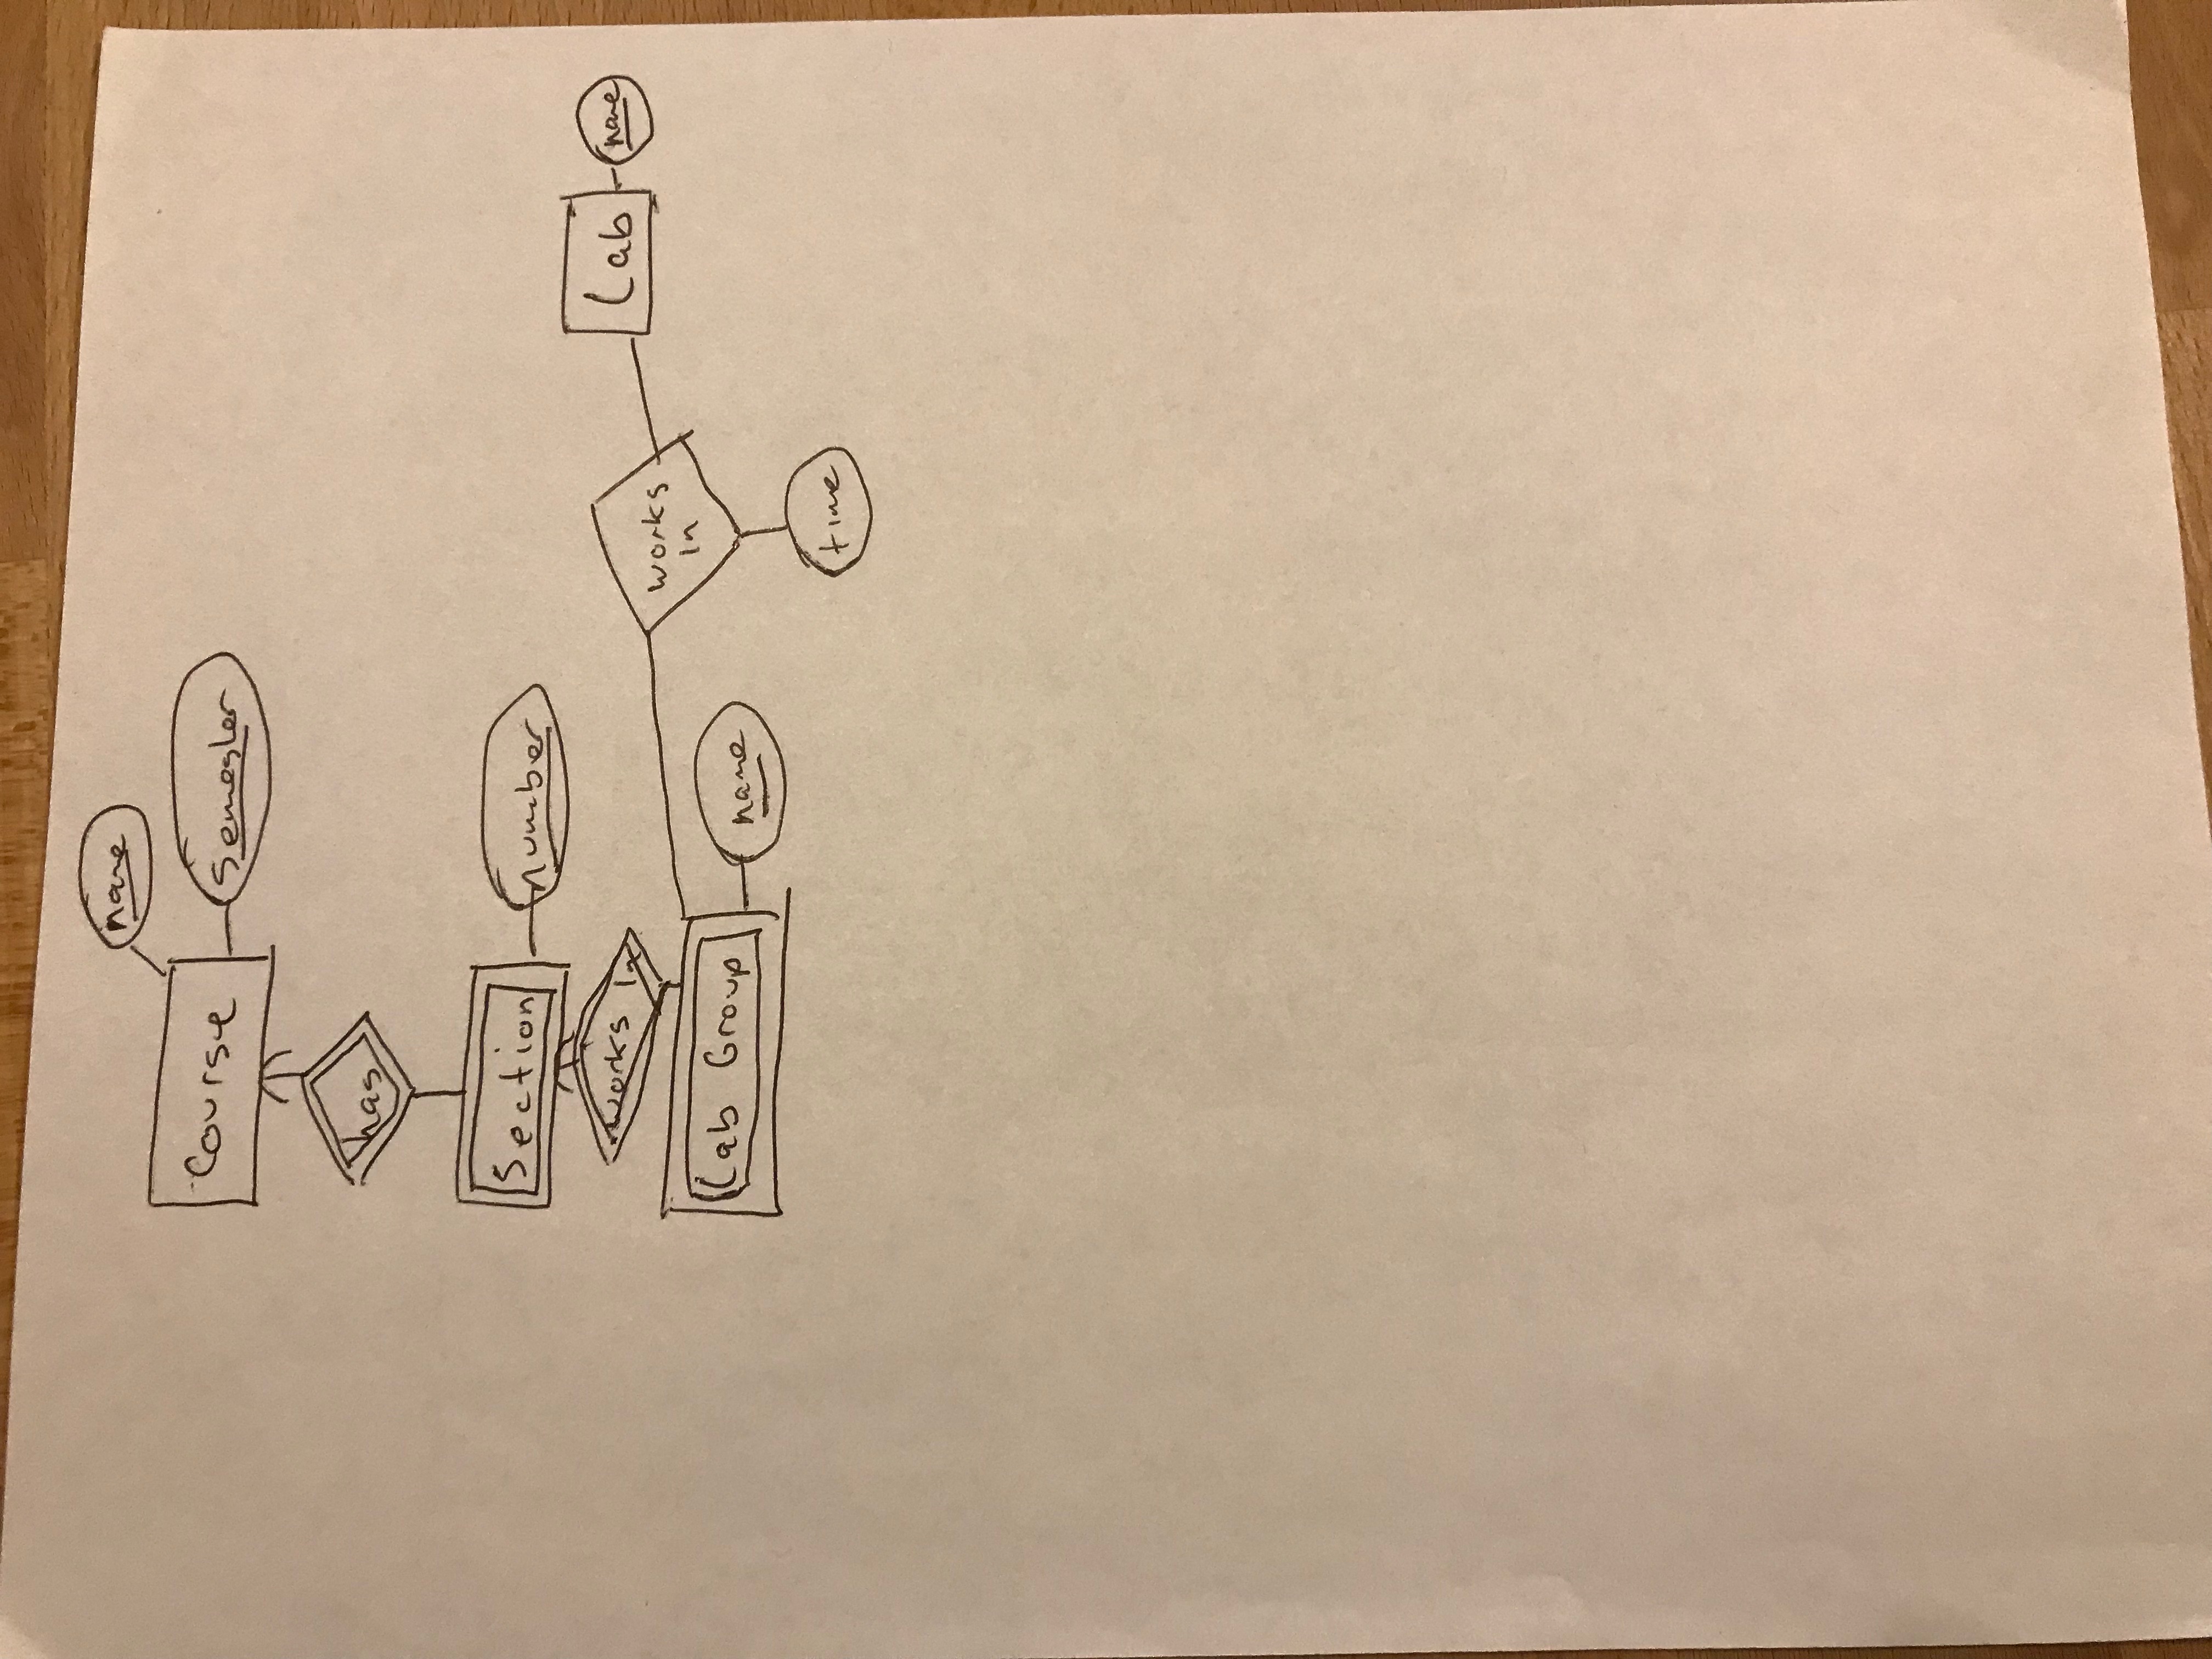 name
Course
Semester
has
Section
number
works in
Lab
name
works
in
Lab Group
name
time